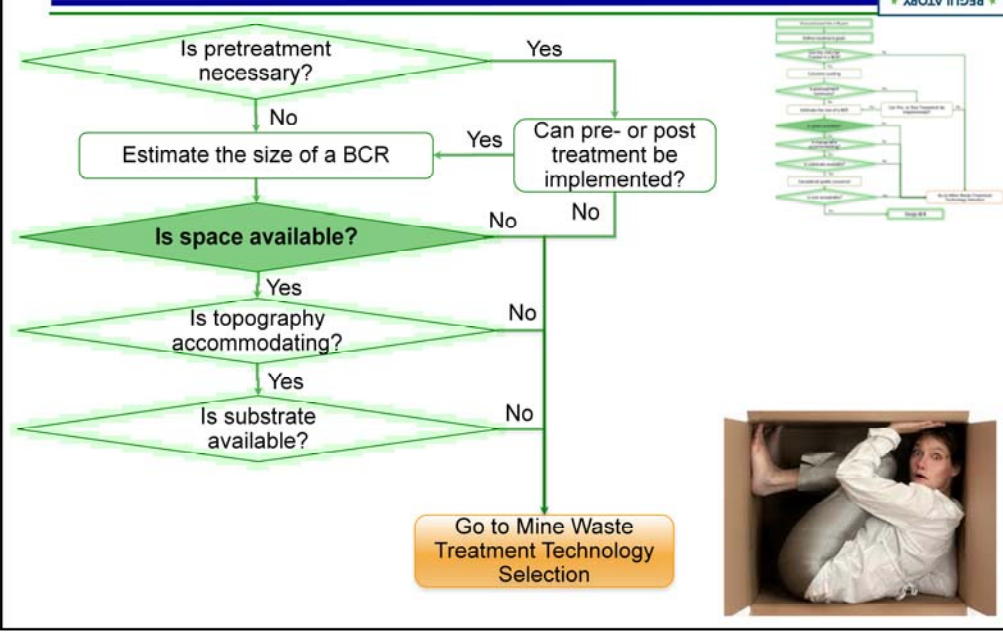 REGULATORY
Is pretreatment
necessary?
Yes
No
Estimate the size of a BCR
Yes
Can pre- or post
treatment be
implemented?
No
Is space available?
No
Yes
Is topography
accommodating?
No
Yes
Is substrate
available?
No
Go to Mine Waste
Treatment Technology
Selection